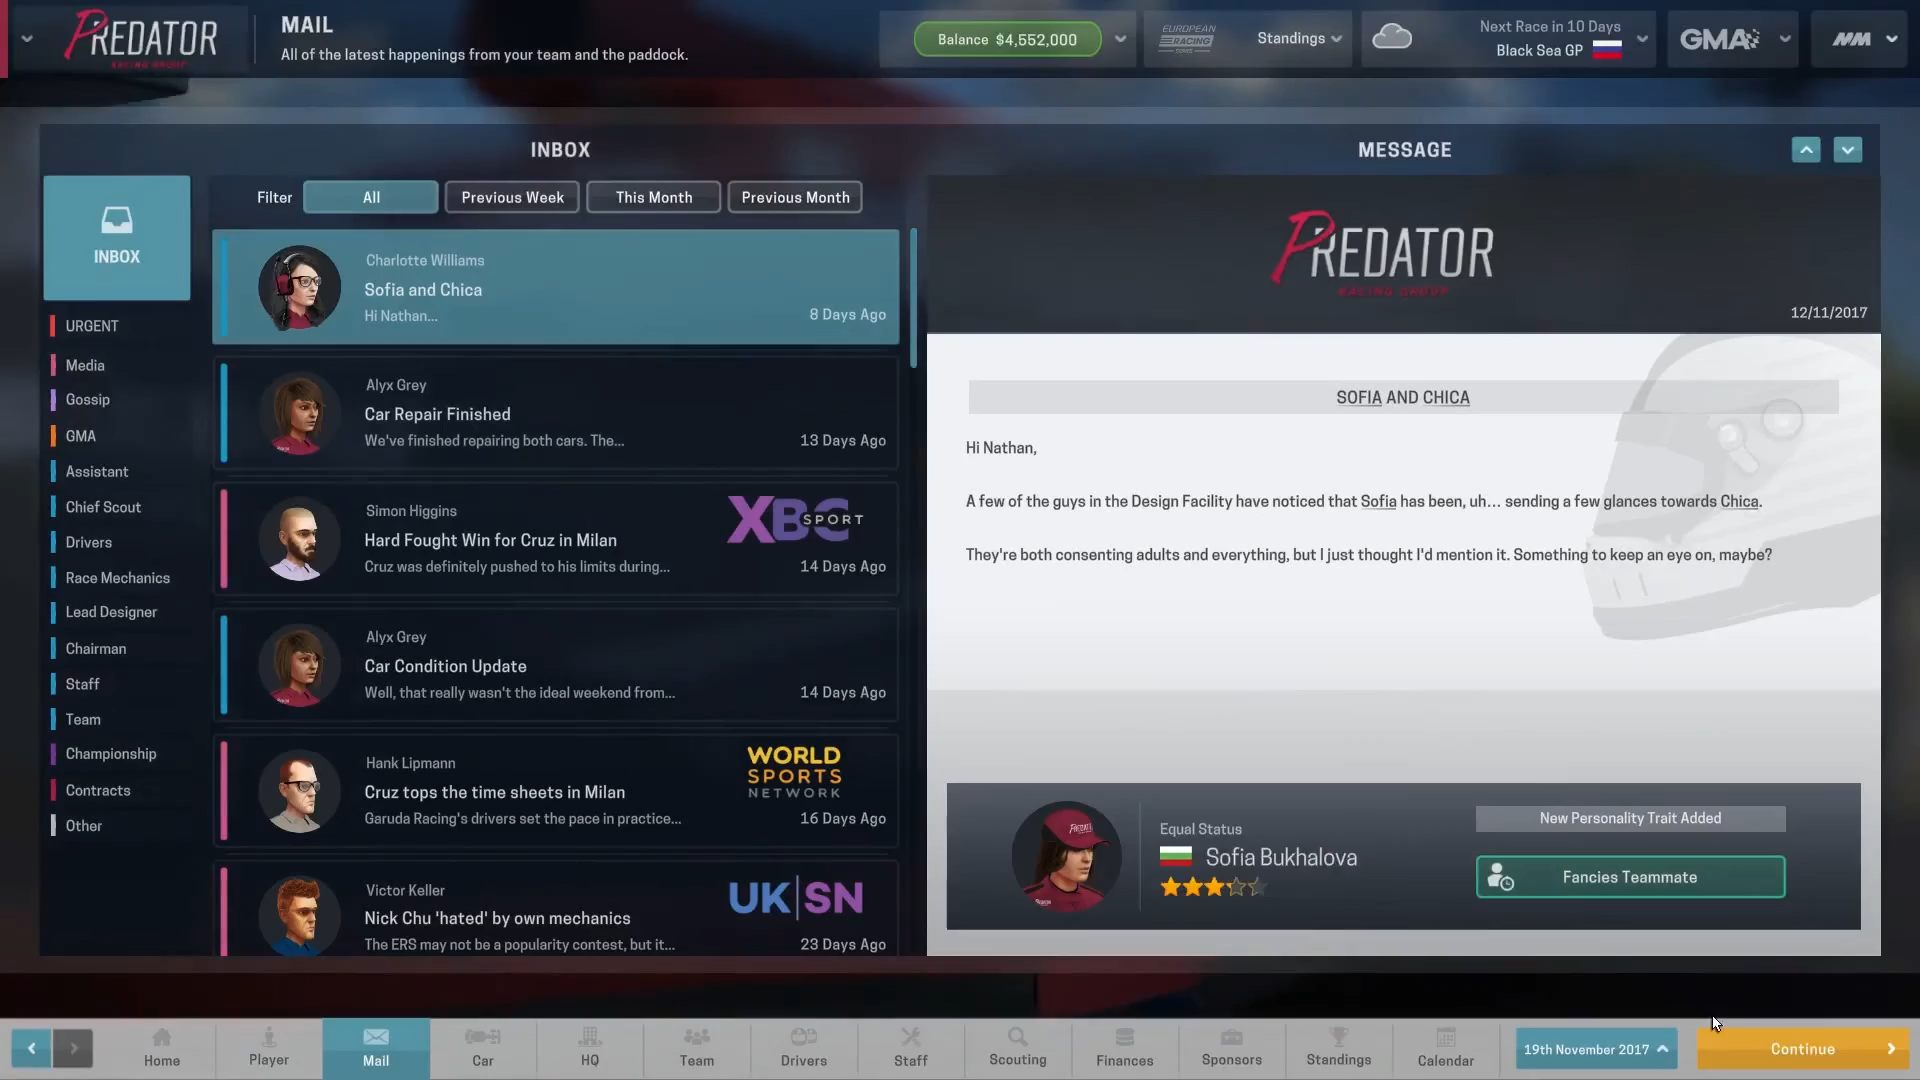 PREDATOR
RACING GROUP
MAIL
All of the latest happenings from your team and the paddock.
Balance $4,552,000
EUROPEAN
RACING
SERIES
Standings
Next Race in 10 Days
Black Sea GP
GMA
MM
INBOX
MESSAGE
INBOX
Filter
All
Previous Week
This Month
Previous Month
URGENT
Media
Gossip
GMA
Assistant
Chief Scout
Drivers
Race Mechanics
Lead Designer
Chairman
Staff
Team
Championship
Contracts
Other
Charlotte Williams
Sofia and Chica
Hi Nathan...
8 Days Ago
Alyx Grey
Car Repair Finished
We've finished repairing both cars. The...
13 Days Ago
Simon Higgins
XBC SPORT
Hard Fought Win for Cruz in Milan
Cruz was definitely pushed to his limits during...
14 Days Ago
Alyx Grey
Car Condition Update
Well, that really wasn't the ideal weekend from...
14 Days Ago
Hank Lipmann
WORLD
SPORTS
NETWORK
Cruz tops the time sheets in Milan
Garuda Racing's drivers set the pace in practice...
16 Days Ago
Victor Keller
UK|SN
Nick Chu 'hated' by own mechanics
The ERS may not be a popularity contest, but it...
23 Days Ago
PREDATOR
RACING GROUP
12/11/2017
SOFIA AND CHICA
Hi Nathan,
A few of the guys in the Design Facility have noticed that Sofia has been, uh... sending a few glances towards Chica.
They're both consenting adults and everything, but I just thought I'd mention it. Something to keep an eye on, maybe?
Equal Status
Sofia Bukhalova
New Personality Trait Added
Fancies Teammate
Home
Player
Mail
Car
HQ
Team
Drivers
Staff
Scouting
Finances
Sponsors
Standings
Calendar
19th November 2017
Continue